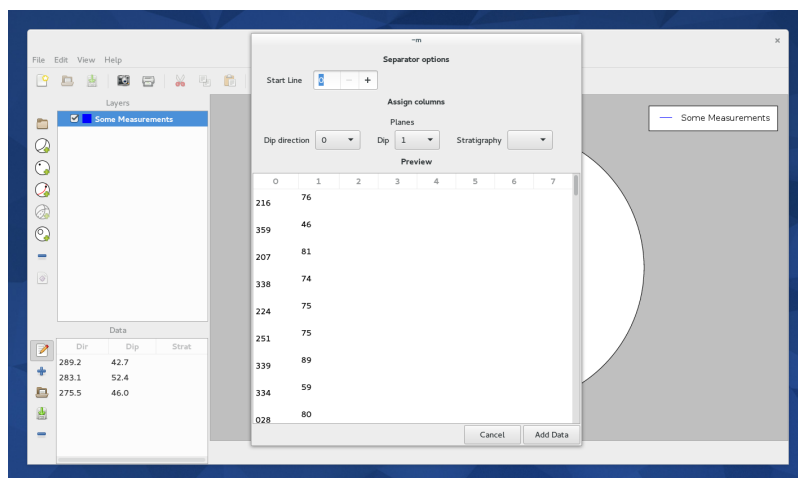 ~m
×
File Edit View Help
Separator options
Start Line 0 − +
Layers
Some Measurements
Assign columns
Planes
Dip direction 0 Dip 1 Stratigraphy
Preview
0 1 2 3 4 5 6 7
216 76
359 46
207 81
338 74
224 75
251 75
339 89
334 59
028 80
Cancel Add Data
Data
Dir Dip Strat
289.2 42.7
283.1 52.4
275.5 46.0
Some Measurements